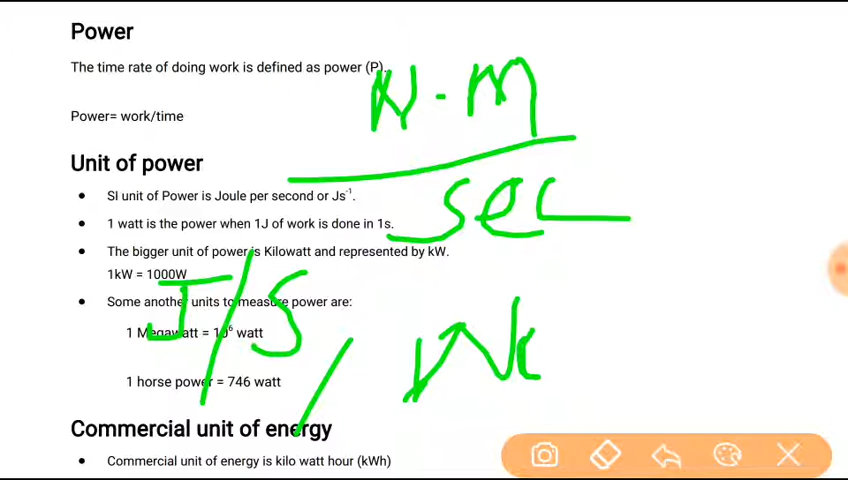 Power
The time rate of doing work is defined as power (P).
N - m
Power= work/time
Unit of power
sec
SI unit of Power is Joule per second or Js⁻¹.
1 watt is the power when 1J of work is done in 1s.
The bigger unit of power is Kilowatt and represented by kW.
1kW = 1000W
J/S,
Some another units to measure power are:
1 Megawatt = 10⁶ watt
1 horse power = 746 watt
Commercial unit of energy
Commercial unit of energy is kilo watt hour (kWh)